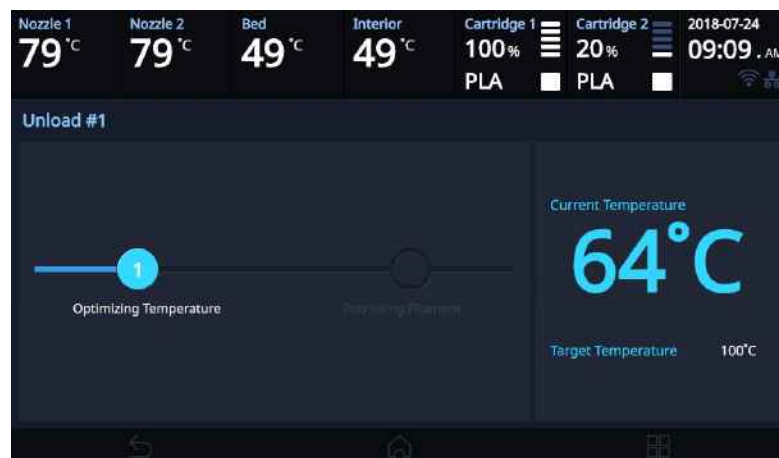 Nozzle 1
79°C
Nozzle 2
79°C
Bed
49°C
Interior
49°C
Cartridge 1
100%
PLA
Cartridge 2
20%
PLA
2018-07-24
09:09 . AM
Unload #1
1
Optimizing Temperature
Current Temperature
64°C
Target Temperature 100°C